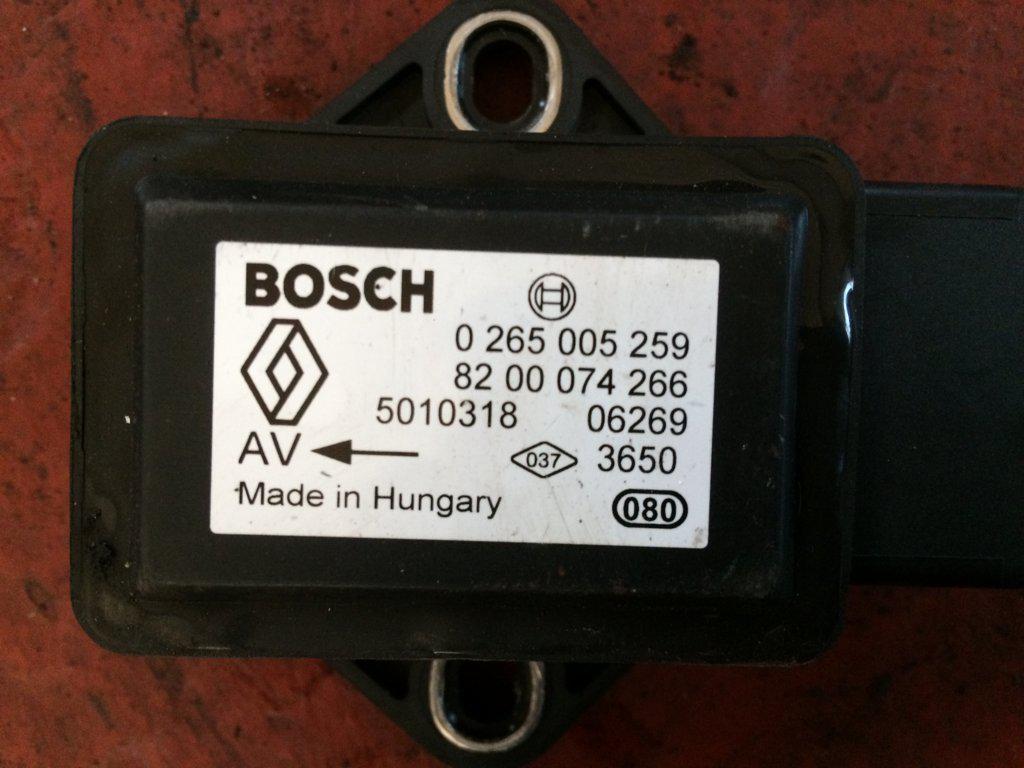 BOSCH
0 265 005 259
82 00 074 266
5010318 06269
AV 037 3650
Made in Hungary 080